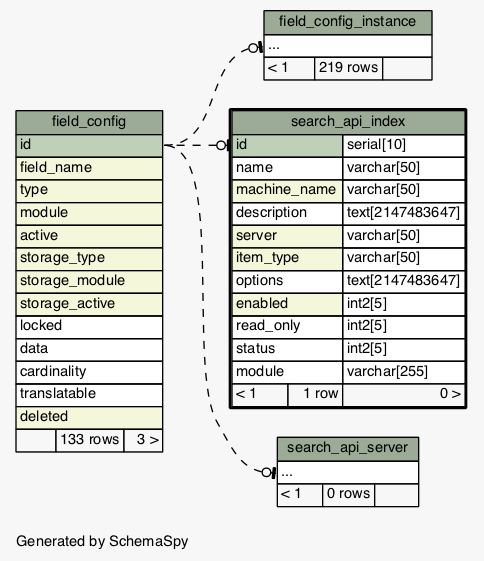 field_config_instance
...
< 1 219 rows
field_config
id
field_name
type
module
active
storage_type
storage_module
storage_active
locked
data
cardinality
translatable
deleted
133 rows 3 >
search_api_index
id serial[10]
name varchar[50]
machine_name varchar[50]
description text[2147483647]
server varchar[50]
item_type varchar[50]
options text[2147483647]
enabled int2[5]
read_only int2[5]
status int2[5]
module varchar[255]
< 1 1 row 0 >
search_api_server
...
< 1 0 rows
Generated by SchemaSpy